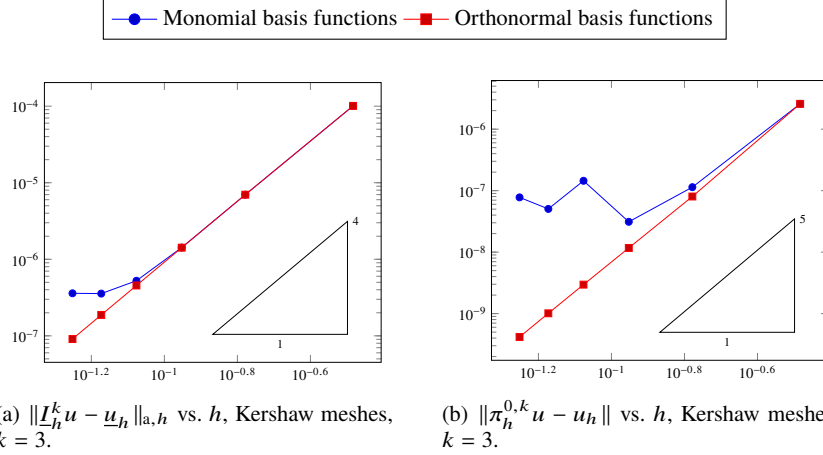 Monomial basis functions Orthonormal basis functions
10^−4
10^−5
10^−6
10^−7
4
1
10^−1.2 10^−1 10^−0.8 10^−0.6
10^−6
10^−7
10^−8
10^−9
5
1
10^−1.2 10^−1 10^−0.8 10^−0.6
a) ‖I_h^k u − u_h‖_{a,h} vs. h, Kershaw meshes,
k = 3.
(b) ‖π_h^{0,k} u − u_h‖ vs. h, Kershaw meshe
k = 3.